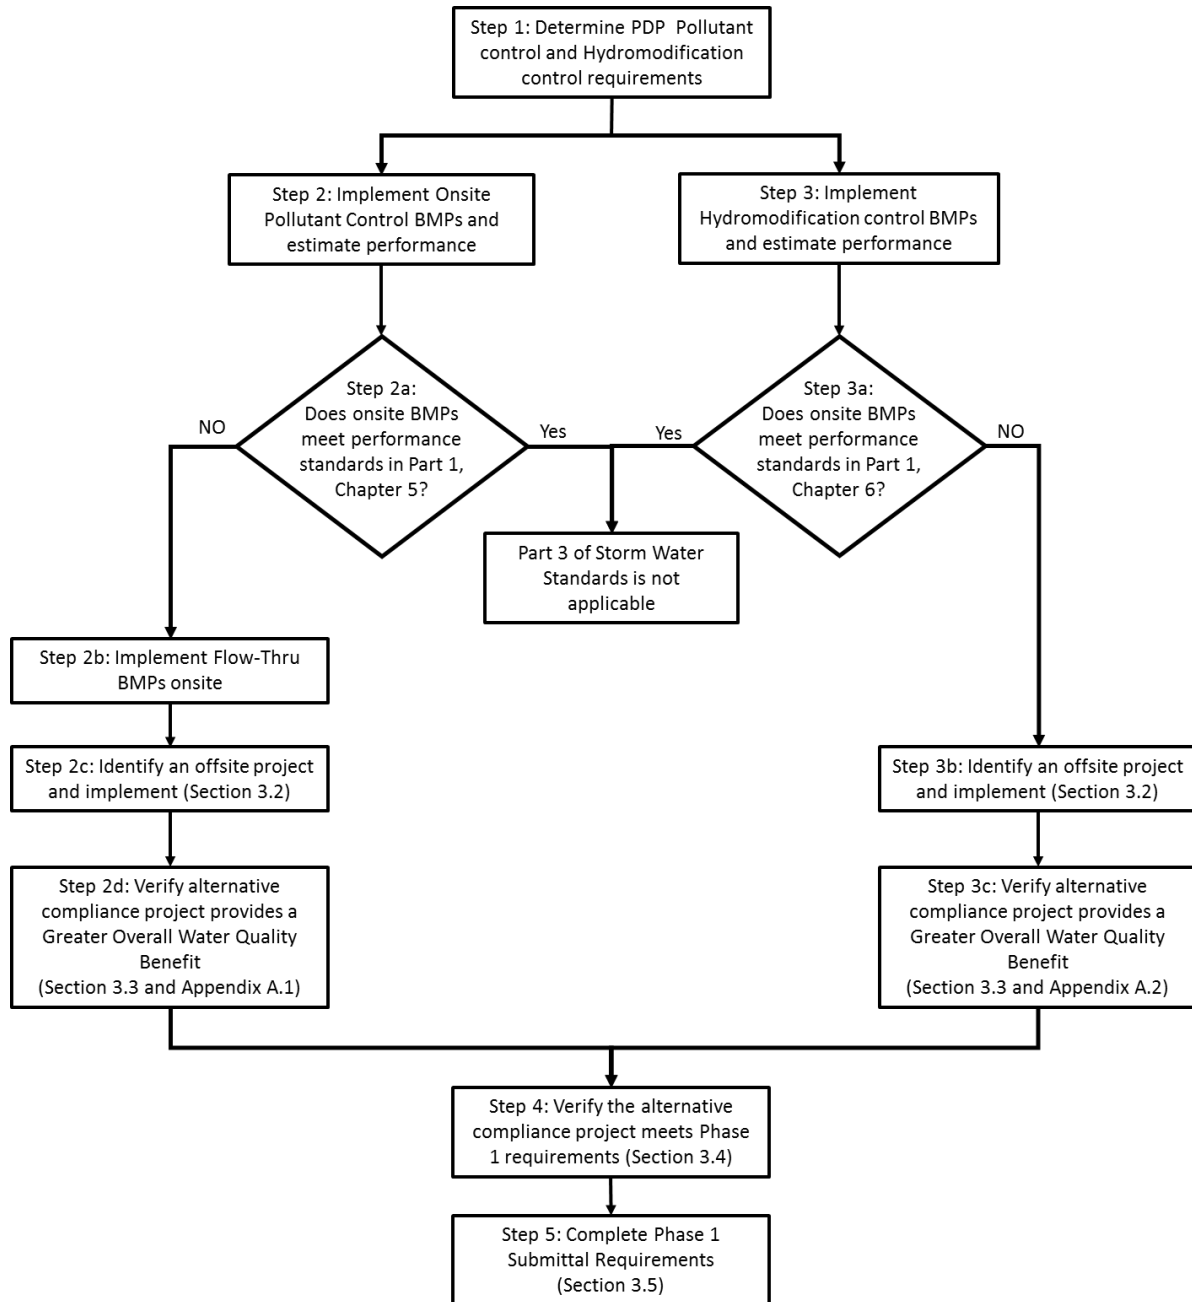 Step 1: Determine PDP Pollutant
control and Hydromodification
control requirements
Step 2: Implement Onsite
Pollutant Control BMPs and
estimate performance
Step 3: Implement
Hydromodification control BMPs
and estimate performance
Step 2a:
Does onsite BMPs
meet performance
standards in Part 1,
Chapter 5?
NO
Yes
Step 3a:
Does onsite BMPs
meet performance
standards in Part 1,
Chapter 6?
Yes
NO
Part 3 of Storm Water
Standards is not
applicable
Step 2b: Implement Flow-Thru
BMPs onsite
Step 2c: Identify an offsite project
and implement (Section 3.2)
Step 3b: Identify an offsite project
and implement (Section 3.2)
Step 2d: Verify alternative
compliance project provides a
Greater Overall Water Quality
Benefit
(Section 3.3 and Appendix A.1)
Step 3c: Verify alternative
compliance project provides a
Greater Overall Water Quality
Benefit
(Section 3.3 and Appendix A.2)
Step 4: Verify the alternative
compliance project meets Phase
1 requirements (Section 3.4)
Step 5: Complete Phase 1
Submittal Requirements
(Section 3.5)